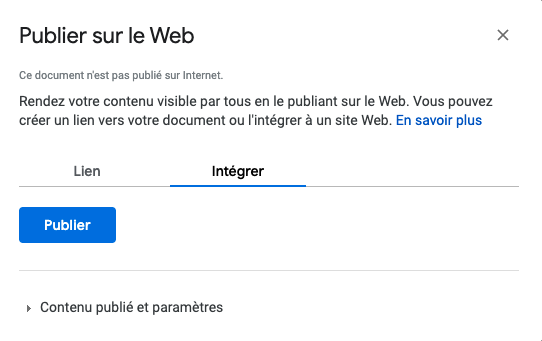 Publier sur le Web
Ce document n'est pas publié sur Internet.
Rendez votre contenu visible par tous en le publiant sur le Web. Vous pouvez
créer un lien vers votre document ou l'intégrer à un site Web. En savoir plus
Lien
Intégrer
Publier
Contenu publié et paramètres